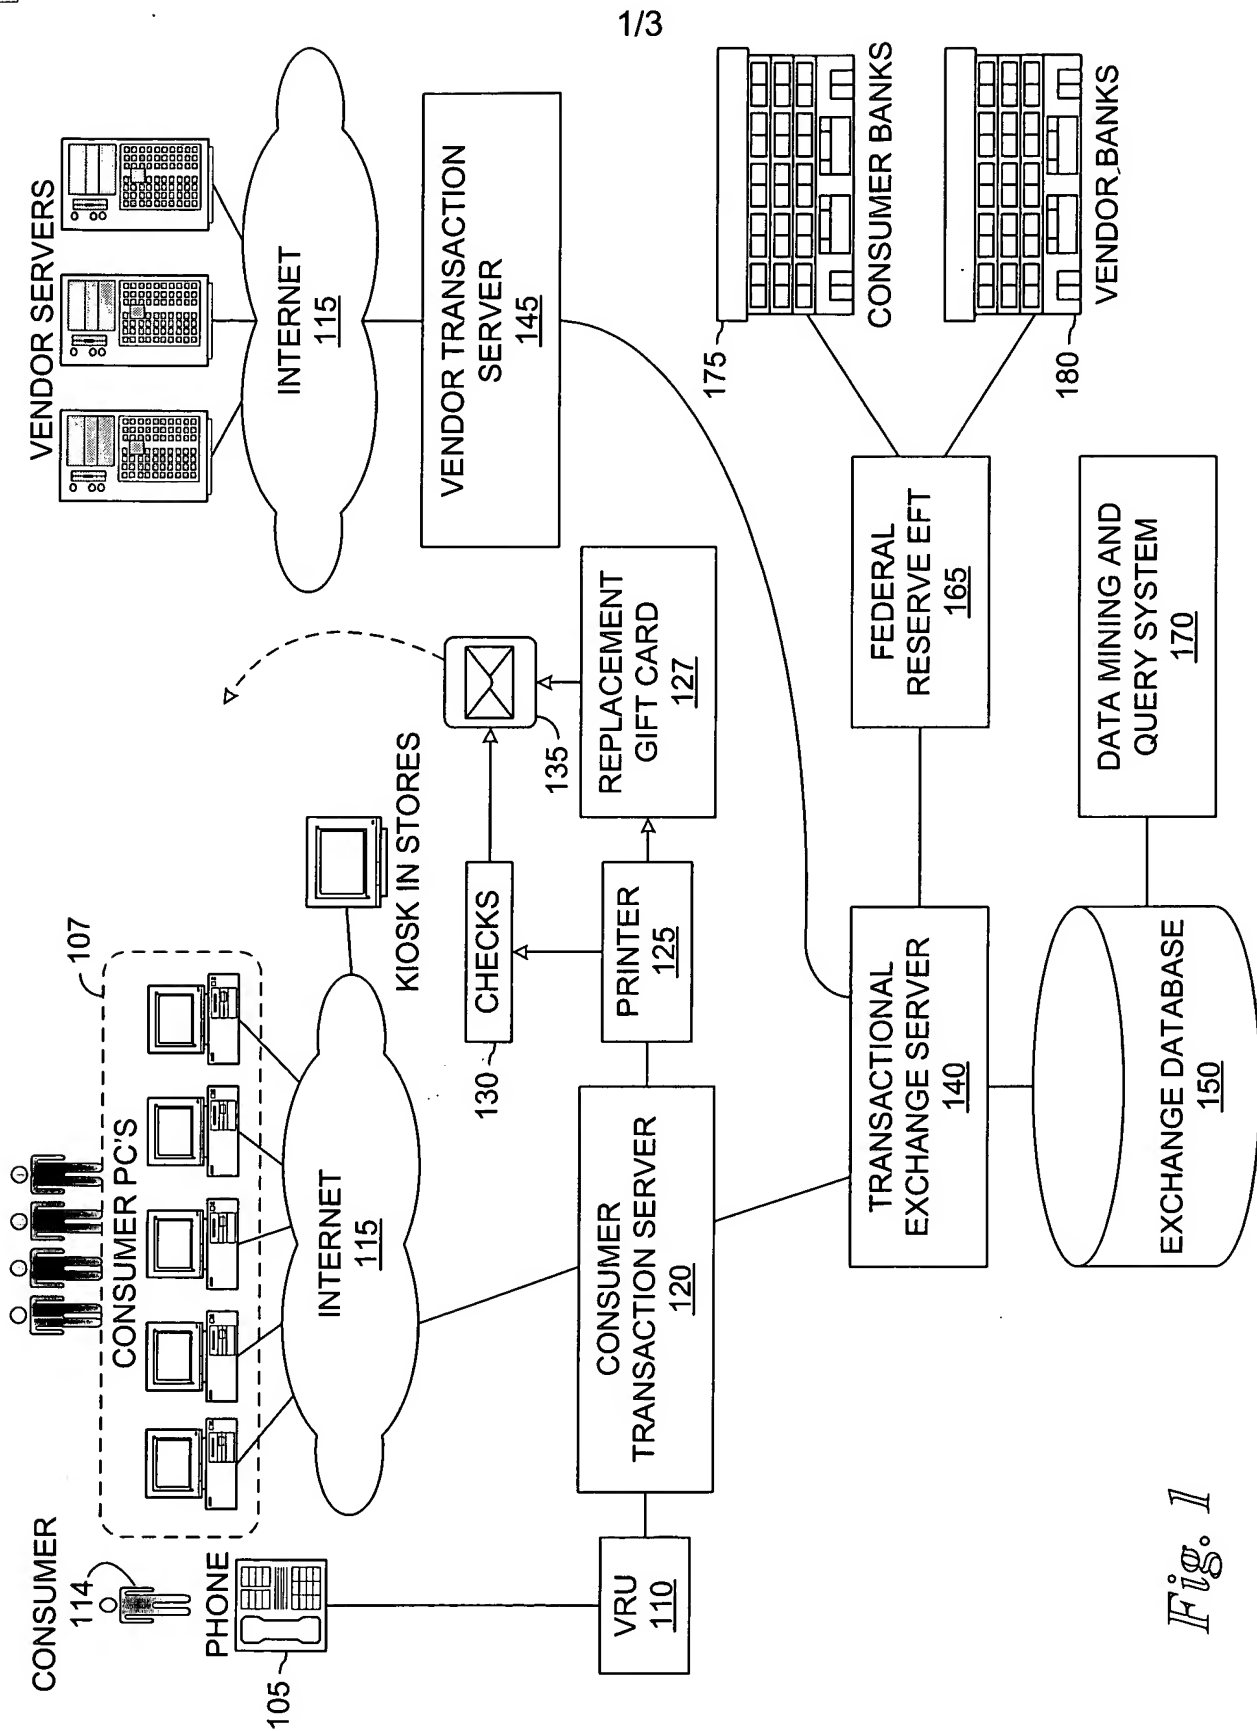 1/3
CONSUMER
114
PHONE
105
VRU
110
107
CONSUMER PC'S
INTERNET
115
KIOSK IN STORES
CONSUMER
TRANSACTION SERVER
120
PRINTER
125
CHECKS
130
135
REPLACEMENT
GIFT CARD
127
VENDOR SERVERS
INTERNET
115
VENDOR TRANSACTION
SERVER
145
TRANSACTIONAL
EXCHANGE SERVER
140
EXCHANGE DATABASE
150
FEDERAL
RESERVE EFT
165
DATA MINING AND
QUERY SYSTEM
170
175
CONSUMER BANKS
180
VENDOR BANKS
Fig. 1